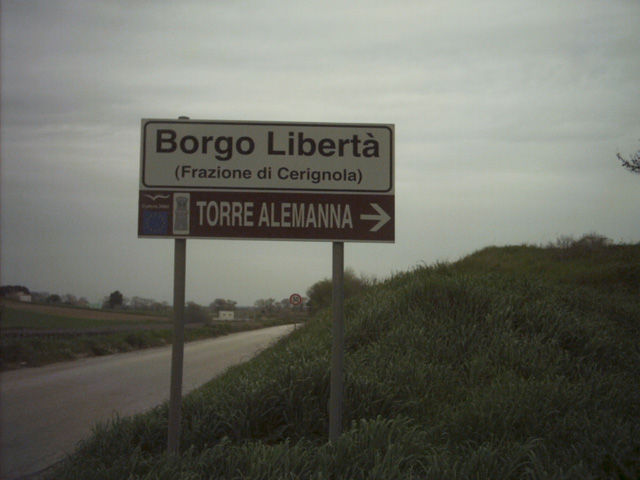 Borgo Libertà
(Frazione di Cerignola)
TORRE ALEMANNA